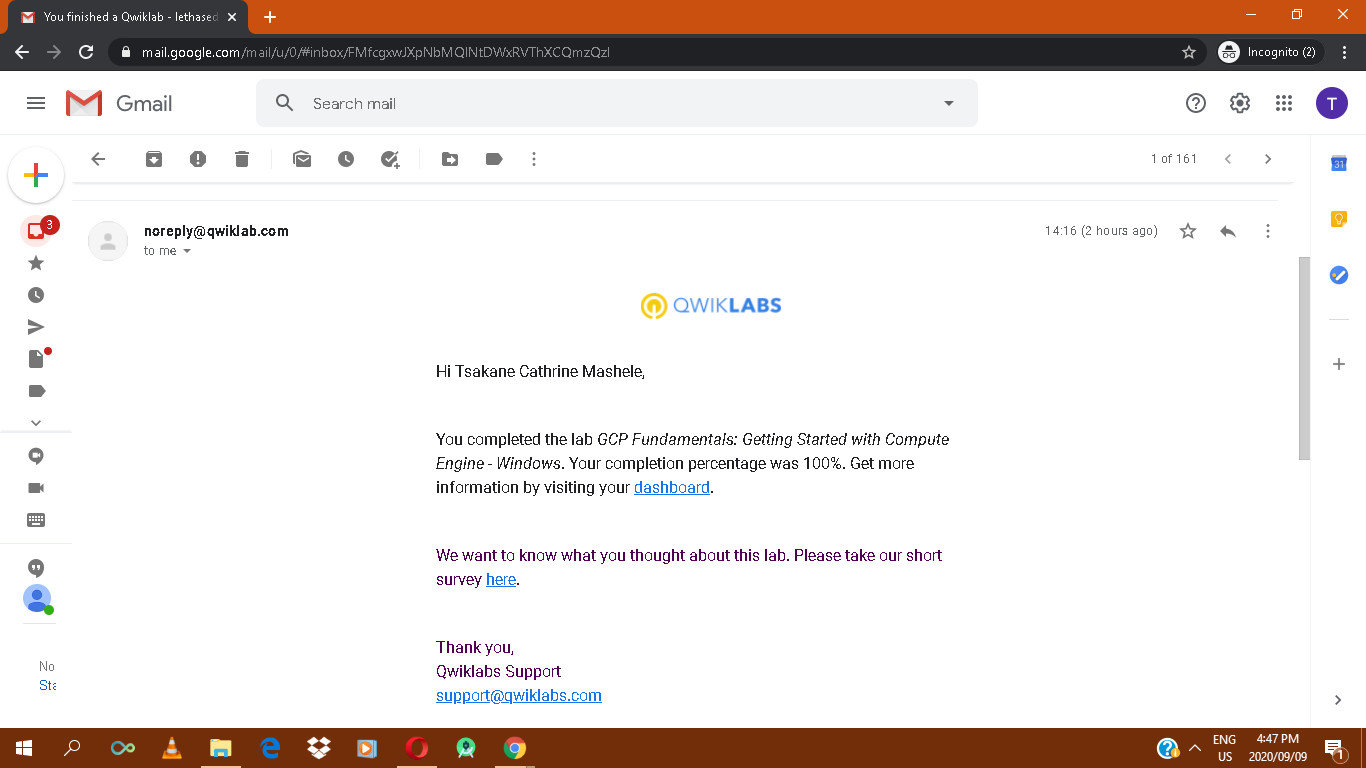 You finished a Qwiklab - lethased
mail.google.com/mail/u/0/#inbox/FMfcgxwJXpNbMQlNtDWxRVThXCQmzQzl
Incognito (2)
Gmail
Search mail
T
1 of 161
31
3
noreply@qwiklab.com
14:16 (2 hours ago)
to me
QWIKLABS
Hi Tsakane Cathrine Mashele,
You completed the lab GCP Fundamentals: Getting Started with Compute
Engine - Windows. Your completion percentage was 100%. Get more
information by visiting your dashboard.
We want to know what you thought about this lab. Please take our short
survey here.
Thank you,
Qwiklabs Support
support@qwiklabs.com
No
Sta
ENG
US
4:47 PM
2020/09/09
1